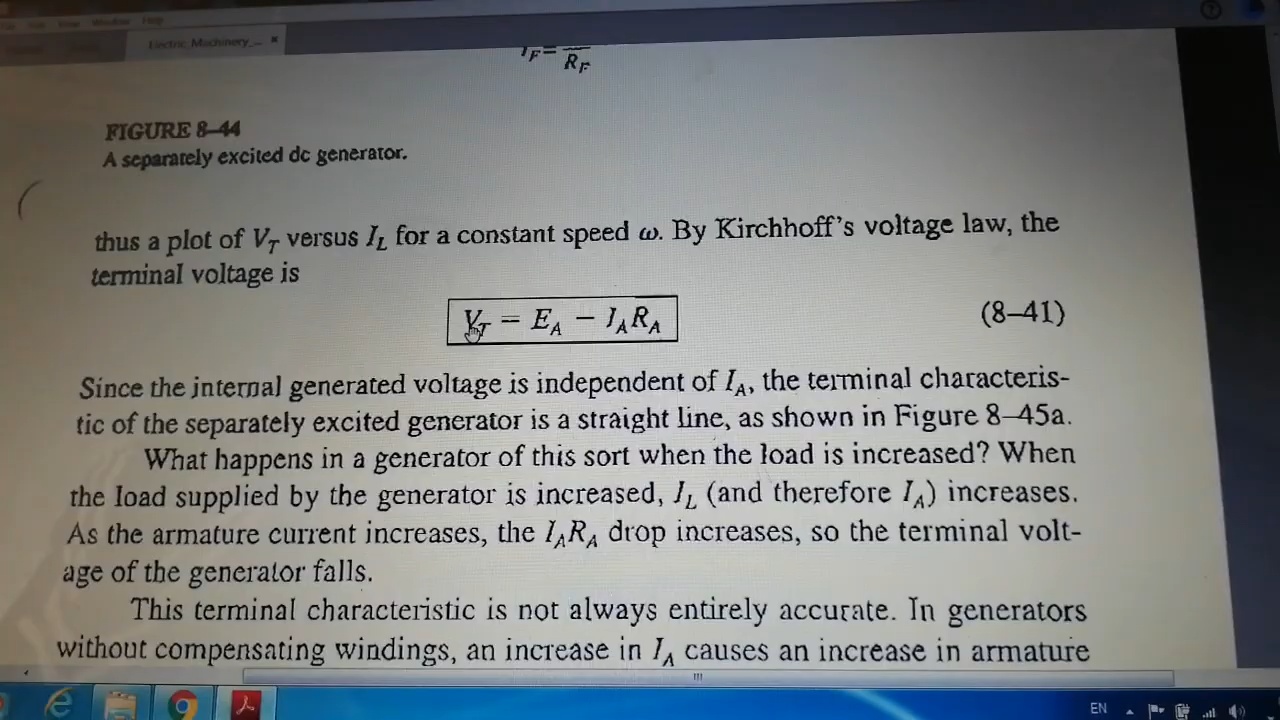 Window Help
Electric Machinery_... ×
I_F = 
R_F
FIGURE 8–44
A separately excited dc generator.
thus a plot of V_T versus I_L for a constant speed ω. By Kirchhoff's voltage law, the
terminal voltage is
V_T = E_A − I_A R_A (8–41)
Since the internal generated voltage is independent of I_A, the terminal characteris-
tic of the separately excited generator is a straight line, as shown in Figure 8–45a.
What happens in a generator of this sort when the load is increased? When
the load supplied by the generator is increased, I_L (and therefore I_A) increases.
As the armature current increases, the I_A R_A drop increases, so the terminal volt-
age of the generator falls.
This terminal characteristic is not always entirely accurate. In generators
without compensating windings, an increase in I_A causes an increase in armature
EN